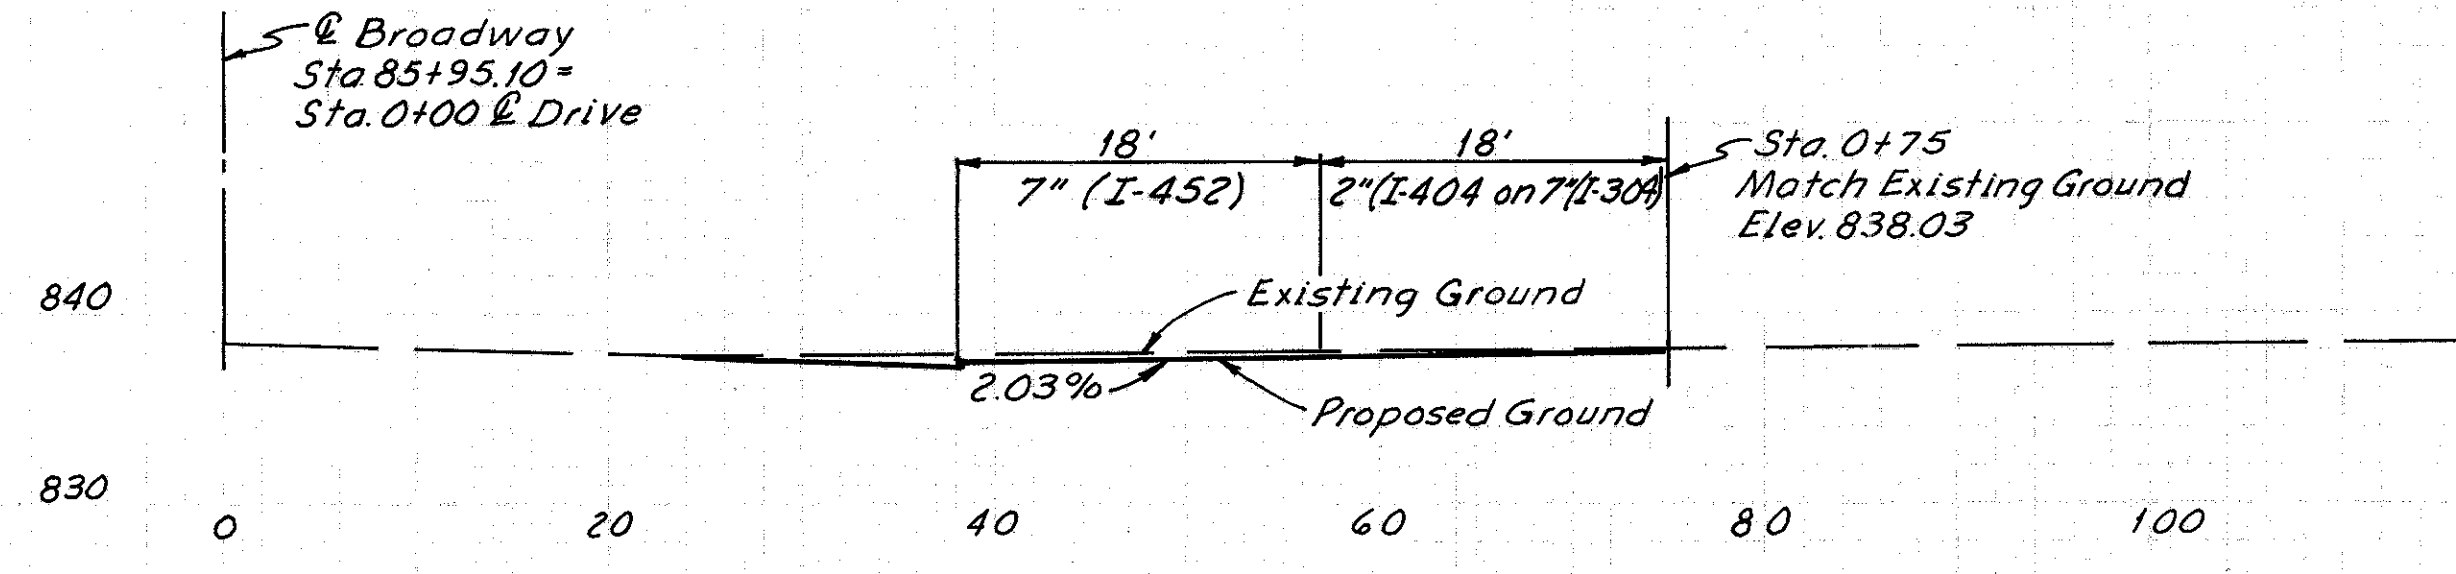 ℄ Broadway
Sta 85+95.10 =
Sta. 0+00 ℄ Drive
18'
18'
7" (I-452)
2"(I-404 on 7"(I-304)
Sta. 0+75
Match Existing Ground
Elev. 838.03
840
Existing Ground
2.03%
Proposed Ground
830
0 20 40 60 80 100